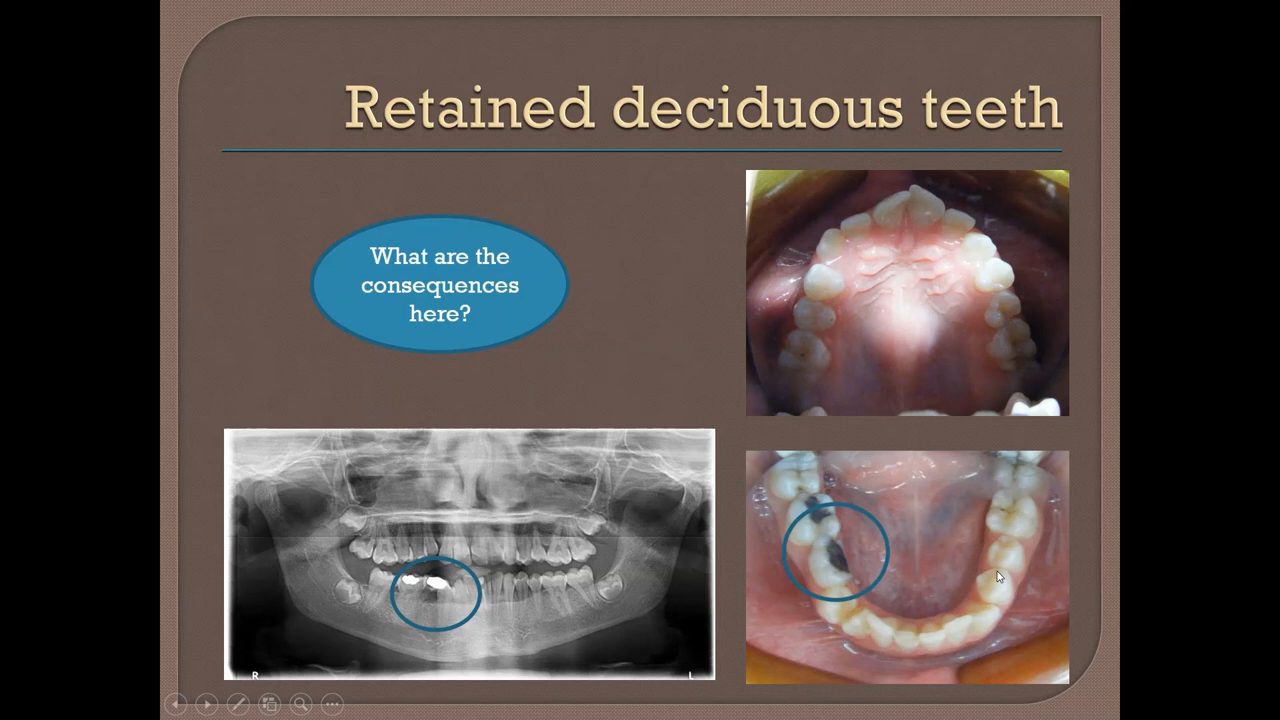 Retained deciduous teeth
What are the
consequences
here?
R
L